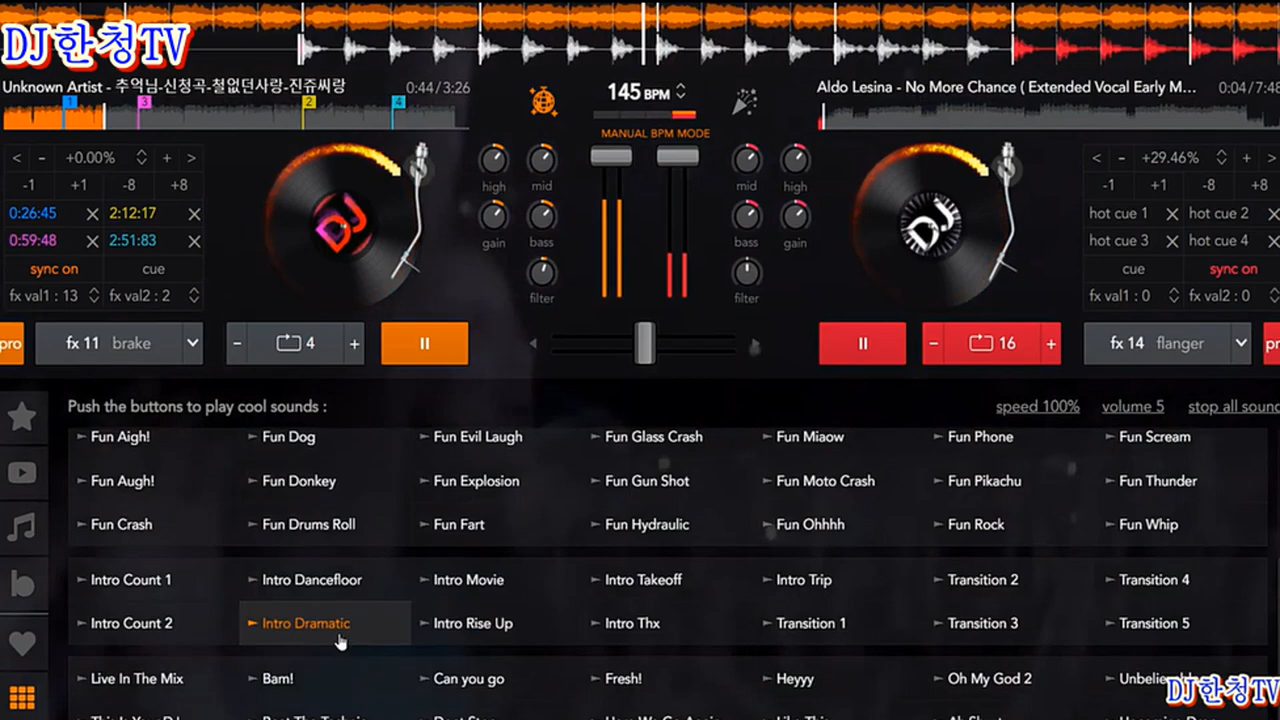 DJ한청TV
Unknown Artist - 추억님-신청곡-철없던사랑-진쥬씨랑 0:44/3:26
145 BPM
Aldo Lesina - No More Chance ( Extended Vocal Early M... 0:04/7:48
1 3 2 4
MANUAL BPM MODE
< - +0.00% + >
-1 +1 -8 +8
0:26:45 2:12:17
0:59:48 2:51:83
sync on cue
fx val1 : 13 fx val2 : 2
DJ
high mid
gain bass
filter
mid high
bass gain
filter
DJ
< - +29.46% + >
-1 +1 -8 +8
hot cue 1 hot cue 2
hot cue 3 hot cue 4
cue sync on
fx val1 : 0 fx val2 : 0
pro fx 11 brake - 4 +
- 16 + fx 14 flanger
Push the buttons to play cool sounds : speed 100% volume 5 stop all soun
Fun Aigh! Fun Dog Fun Evil Laugh Fun Glass Crash Fun Miaow Fun Phone Fun Scream
Fun Augh! Fun Donkey Fun Explosion Fun Gun Shot Fun Moto Crash Fun Pikachu Fun Thunder
Fun Crash Fun Drums Roll Fun Fart Fun Hydraulic Fun Ohhhh Fun Rock Fun Whip
Intro Count 1 Intro Dancefloor Intro Movie Intro Takeoff Intro Trip Transition 2 Transition 4
Intro Count 2 Intro Dramatic Intro Rise Up Intro Thx Transition 1 Transition 3 Transition 5
Live In The Mix Bam! Can you go Fresh! Heyyy Oh My God 2
DJ한청TV